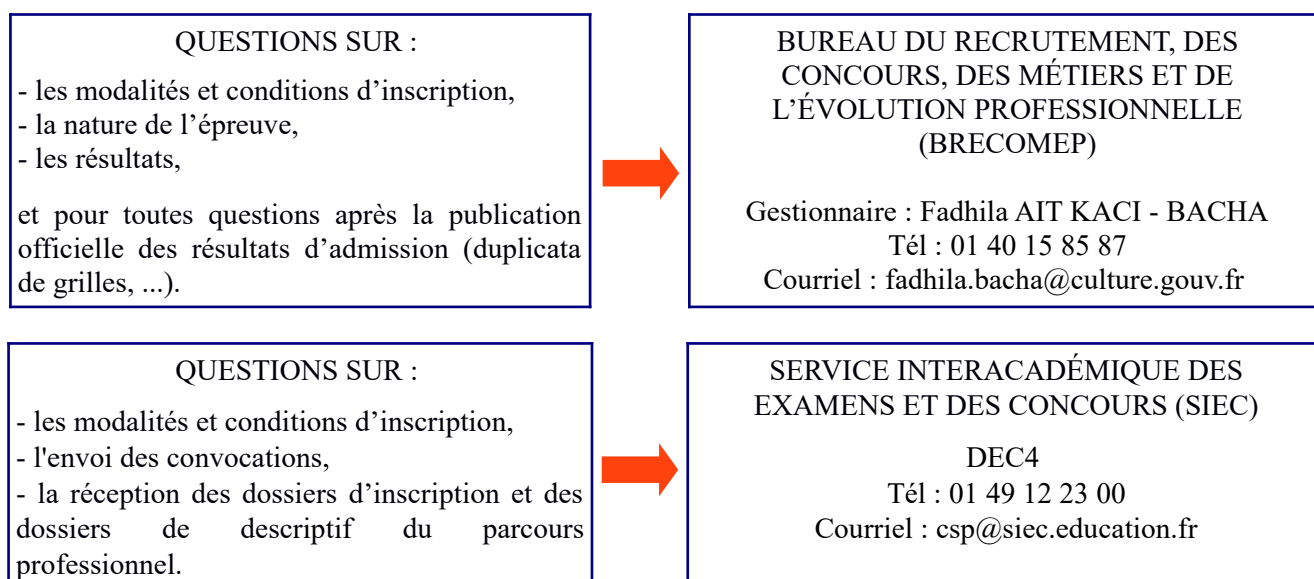 QUESTIONS SUR :
- les modalités et conditions d’inscription,
- la nature de l’épreuve,
- les résultats,
et pour toutes questions après la publication
officielle des résultats d’admission (duplicata
de grilles, ...).
BUREAU DU RECRUTEMENT, DES
CONCOURS, DES MÉTIERS ET DE
L’ÉVOLUTION PROFESSIONNELLE
(BRECOMEP)
Gestionnaire : Fadhila AIT KACI - BACHA
Tél : 01 40 15 85 87
Courriel : fadhila.bacha@culture.gouv.fr
QUESTIONS SUR :
- les modalités et conditions d’inscription,
- l'envoi des convocations,
- la réception des dossiers d’inscription et des
dossiers de descriptif du parcours
professionnel.
SERVICE INTERACADÉMIQUE DES
EXAMENS ET DES CONCOURS (SIEC)
DEC4
Tél : 01 49 12 23 00
Courriel : csp@siec.education.fr